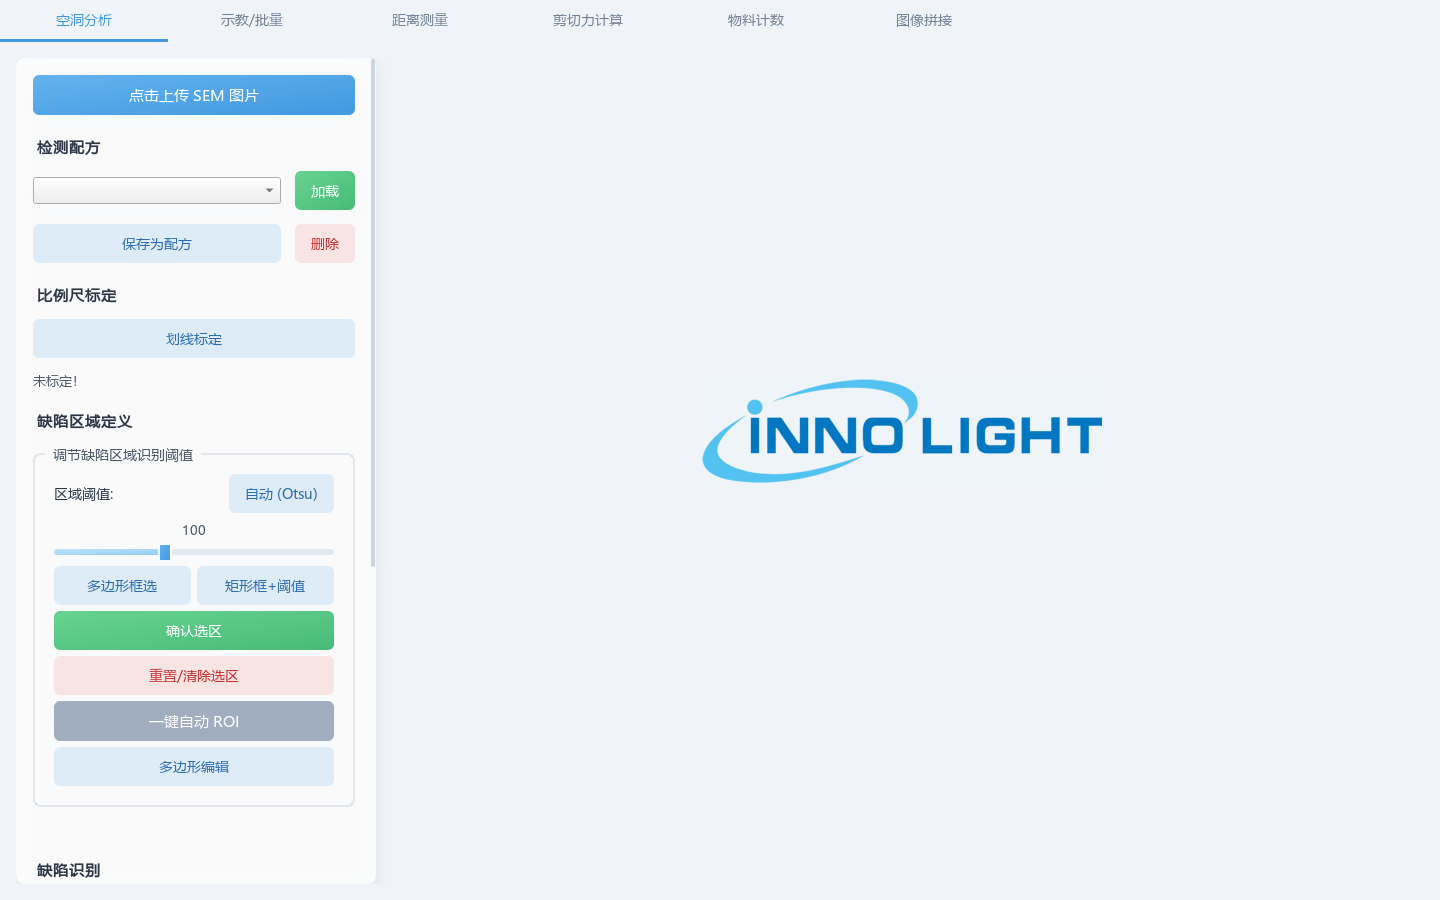 空洞分析 示教/批量 距离测量 剪切力计算 物料计数 图像拼接
点击上传 SEM 图片
检测配方
加载
保存为配方 删除
比例尺标定
划线标定
未标定!
缺陷区域定义
调节缺陷区域识别阈值
区域阈值: 自动 (Otsu)
100
多边形框选 矩形框+阈值
确认选区
重置/清除选区
一键自动 ROI
多边形编辑
缺陷识别
INNOLIGHT